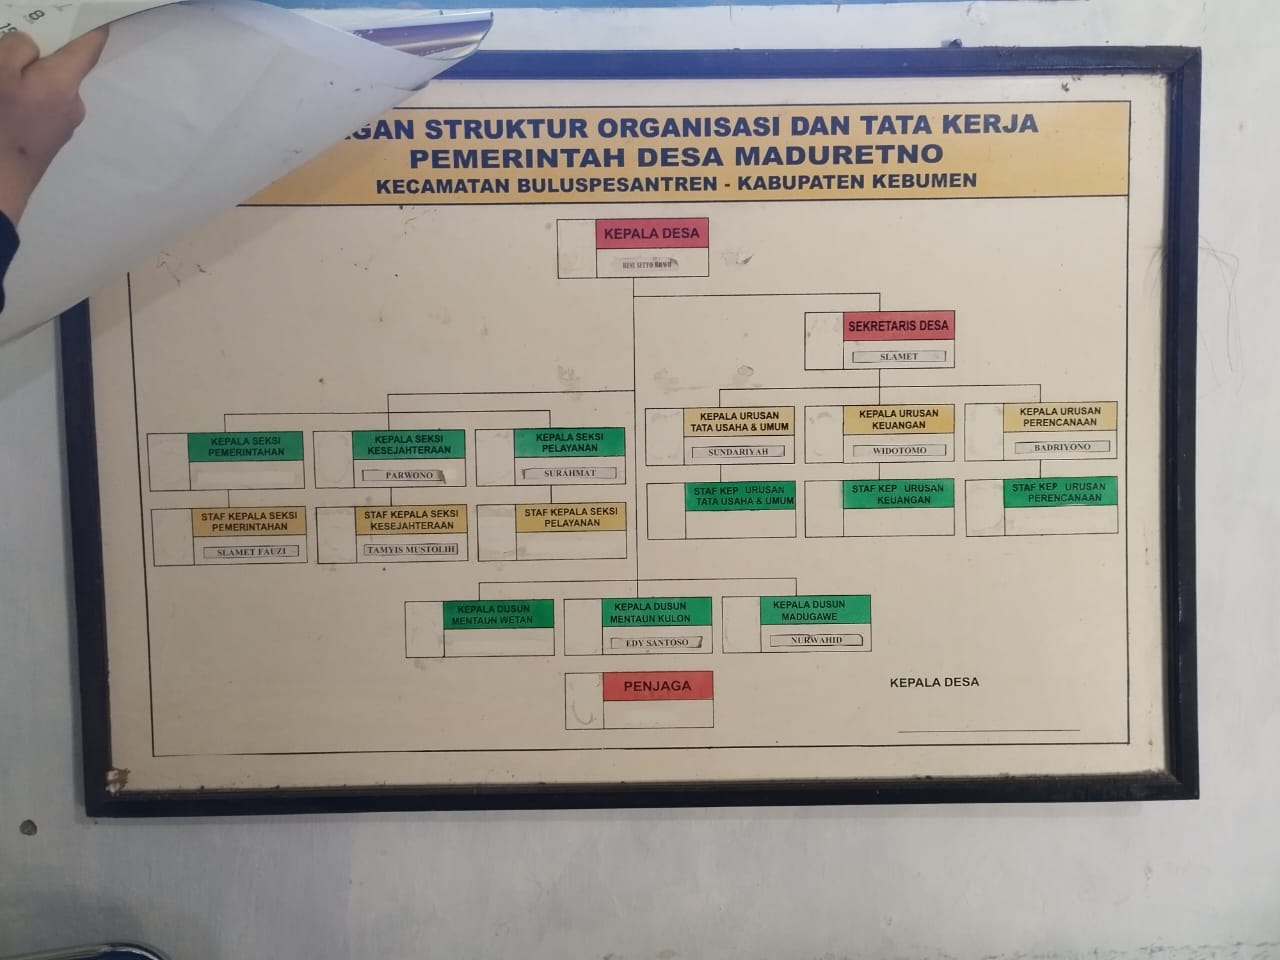 STRUKTUR ORGANISASI DAN TATA KERJA
PEMERINTAH DESA MADURETNO
KECAMATAN BULUSPESANTREN - KABUPATEN KEBUMEN
KEPALA DESA
SEKRETARIS DESA
SLAMET
KEPALA URUSAN
TATA USAHA & UMUM
SUNDARIYAH
KEPALA URUSAN
KEUANGAN
WIDOTOMO
KEPALA URUSAN
PERENCANAAN
BADRIYONO
KEPALA SEKSI
PEMERINTAHAN
KEPALA SEKSI
KESEJAHTERAAN
PARWONO
KEPALA SEKSI
PELAYANAN
SURAHMAT
STAF KEP URUSAN
TATA USAHA & UMUM
STAF KEP URUSAN
KEUANGAN
STAF KEP URUSAN
PERENCANAAN
STAF KEPALA SEKSI
PEMERINTAHAN
SLAMET FAUZI
STAF KEPALA SEKSI
KESEJAHTERAAN
TAMYIS MUSTOLIH
STAF KEPALA SEKSI
PELAYANAN
KEPALA DUSUN
MENTAUN WETAN
KEPALA DUSUN
MENTAUN KULON
EDY SANTOSO
KEPALA DUSUN
MADUGAWE
NURWAHID
PENJAGA
KEPALA DESA